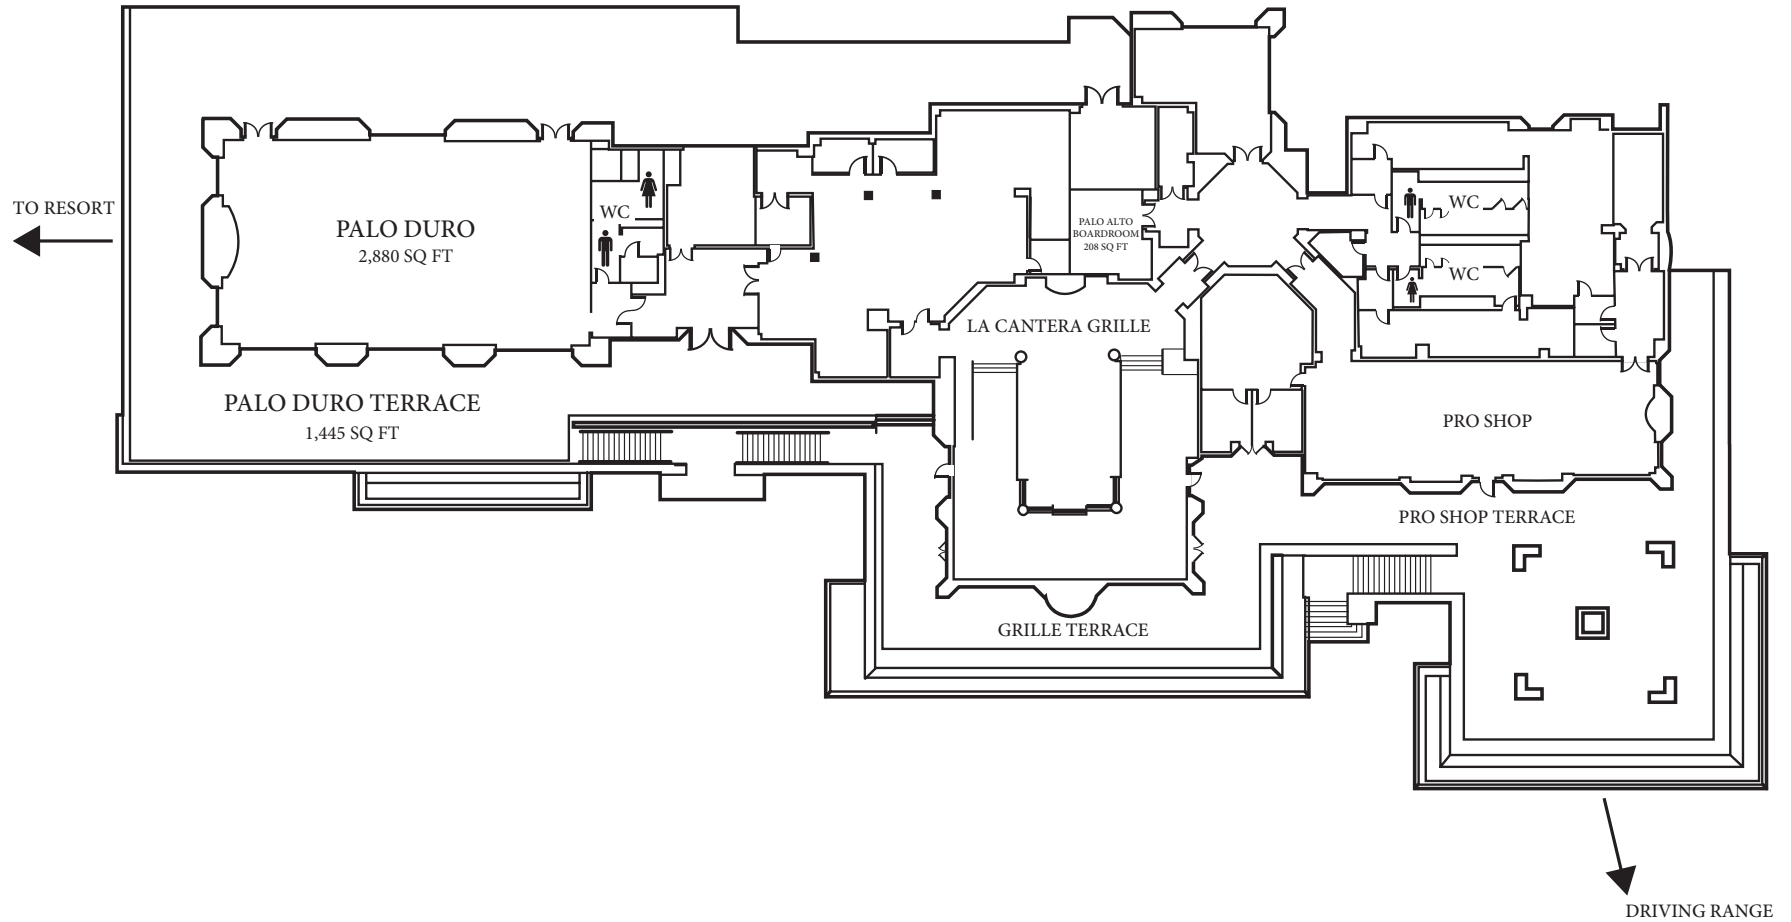 TO RESORT
PALO DURO
2,880 SQ FT
WC
PALO ALTO
BOARDROOM
208 SQ FT
WC
WC
LA CANTERA GRILLE
PALO DURO TERRACE
1,445 SQ FT
PRO SHOP
PRO SHOP TERRACE
GRILLE TERRACE
DRIVING RANGE